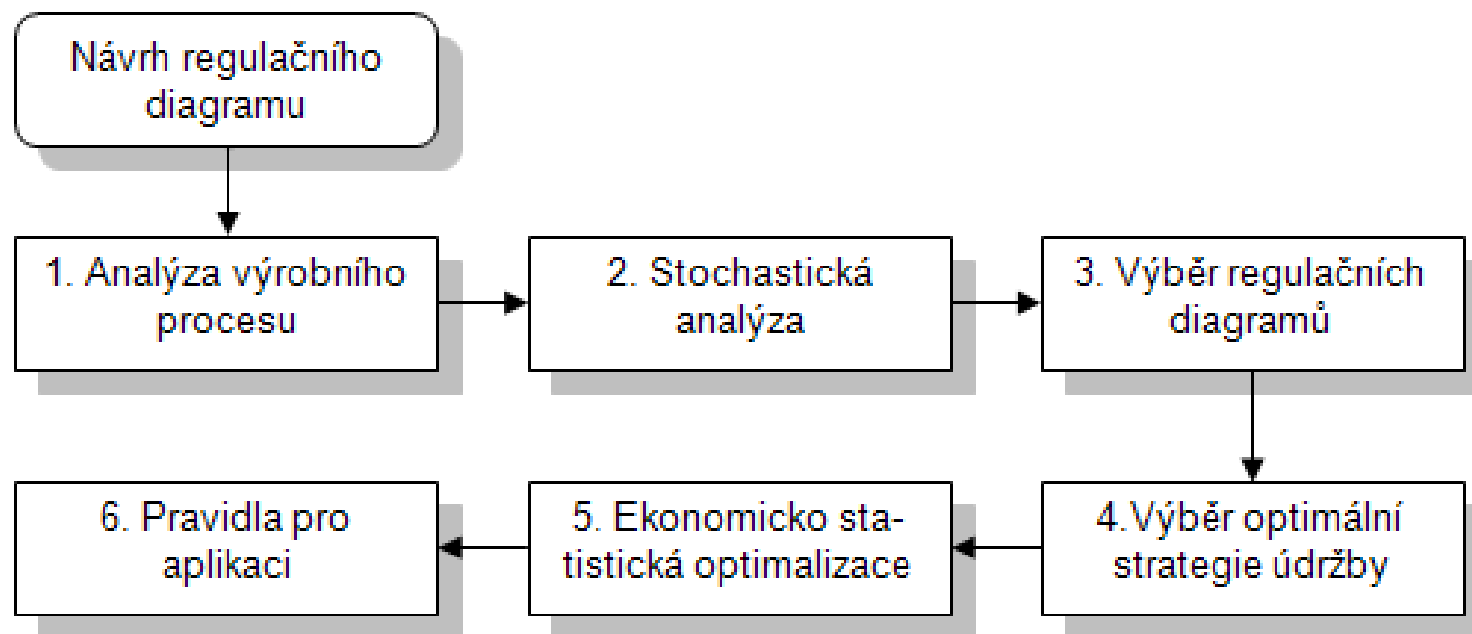 Návrh regulačního
diagramu
1. Analýza výrobního
procesu
2. Stochastická
analýza
3. Výběr regulačních
diagramů
4.Výběr optimální
strategie údržby
5. Ekonomicko sta-
tistická optimalizace
6. Pravidla pro
aplikaci